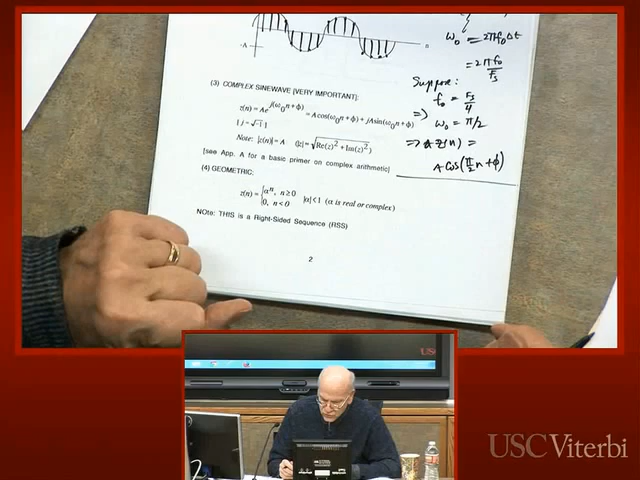 -A
n
(3) COMPLEX SINEWAVE [VERY IMPORTANT]:
z(n) = Ae^{j(ω₀n+φ)} = A cos(ω₀n+φ) + jA sin(ω₀n+φ)
[ j = √-1 ]
Note: |z(n)| = A (|z| = √(Re(z)² + Im(z)²)
[see App. A for a basic primer on complex arithmetic]
(4) GEOMETRIC:
z(n) = { αⁿ, n ≥ 0
0, n < 0 |α| < 1 (α is real or complex)
NOte: THIS is a Right-Sided Sequence (RSS)
2
ω₀ = 2πf₀Δt
= 2πf₀/Fs
Suppose:
f₀ = Fs/4
⇒ ω₀ = π/2
z(n) =
A cos(π/2 n + φ)
USC
USC Viterbi